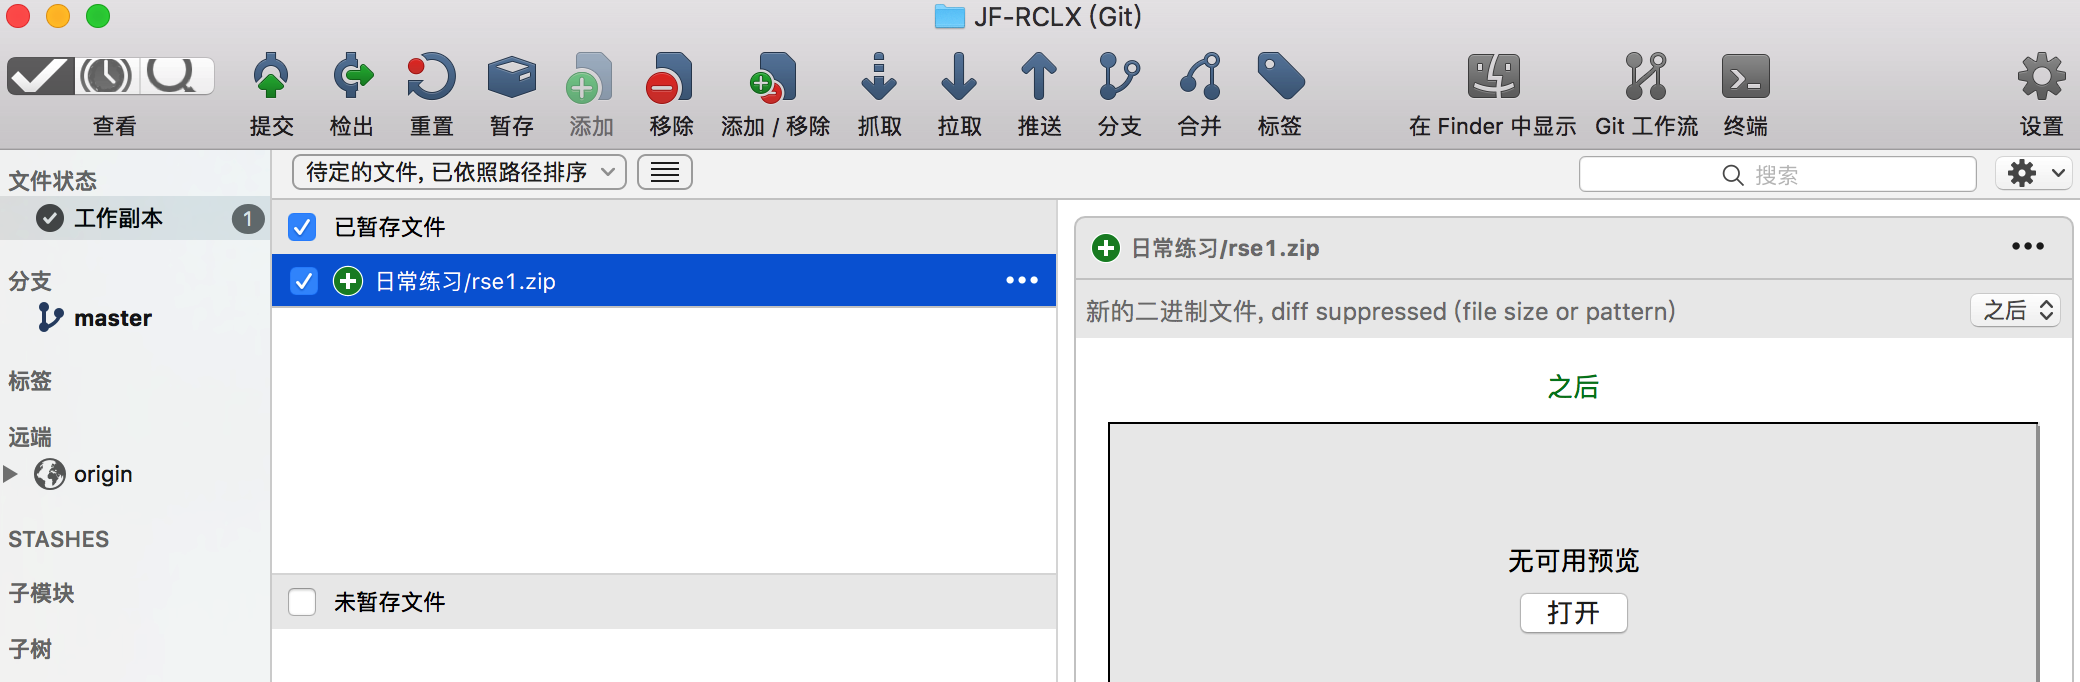 JF-RCLX (Git)
查看 提交 检出 重置 暂存 添加 移除 添加 / 移除 抓取 拉取 推送 分支 合并 标签 在 Finder 中显示 Git 工作流 终端 设置
文件状态
工作副本 1
分支
master
标签
远端
origin
STASHES
子模块
子树
待定的文件, 已依照路径排序
搜索
已暂存文件
日常练习/rse1.zip
未暂存文件
日常练习/rse1.zip
新的二进制文件, diff suppressed (file size or pattern)
之后
之后
无可用预览
打开